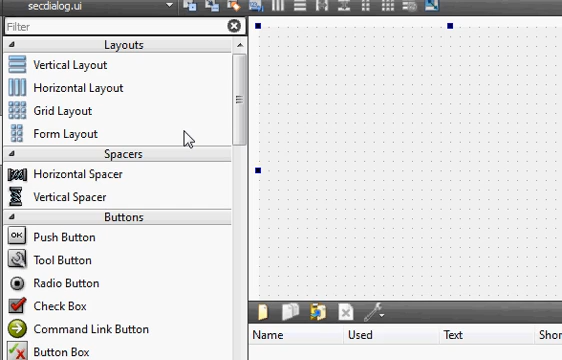 secdialog.ui
Filter
Layouts
Vertical Layout
Horizontal Layout
Grid Layout
Form Layout
Spacers
Horizontal Spacer
Vertical Spacer
Buttons
OK Push Button
Tool Button
Radio Button
Check Box
Command Link Button
Button Box
Name Used Text Shor